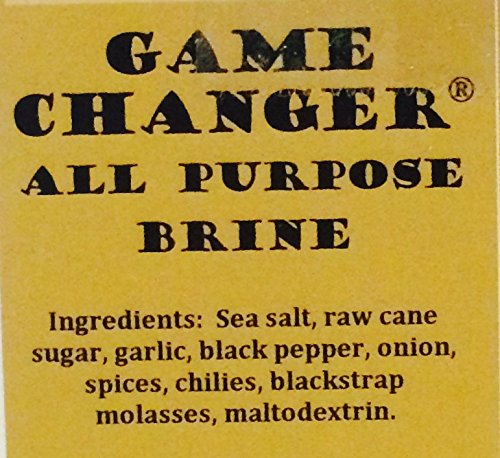 GAME
CHANGER®
ALL PURPOSE
BRINE
Ingredients: Sea salt, raw cane
sugar, garlic, black pepper, onion,
spices, chilies, blackstrap
molasses, maltodextrin.